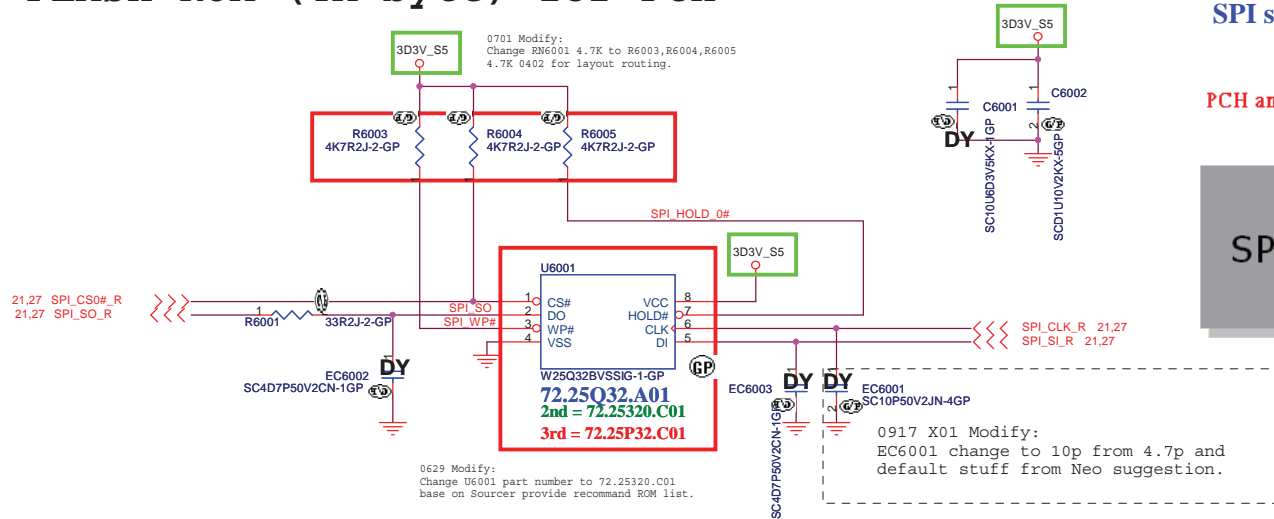 SPI s
3D3V_S5
0701 Modify:
Change RN6001 4.7K to R6003,R6004,R6005
4.7K 0402 for layout routing.
3D3V_S5
C6001
C6002
1
1
2
DY
SC10U6D3V5KX-1GP
SCD1U10V2KX-5GP
PCH an
R6003
4K7R2J-2-GP
R6004
4K7R2J-2-GP
R6005
4K7R2J-2-GP
SPI_HOLD_0#
3D3V_S5
SP
U6001
21,27 SPI_CS0#_R
21,27 SPI_SO_R
R6001
1
33R2J-2-GP
SPI_SO
SPI_WP#
1 CS#
2 DO
3 WP#
4 VSS
VCC 8
HOLD# 7
CLK 6
DI 5
SPI_CLK_R 21,27
SPI_SI_R 21,27
W25Q32BVSSIG-1-GP
GP
72.25Q32.A01
2nd = 72.25320.C01
3rd = 72.25P32.C01
EC6002
SC4D7P50V2CN-1GP
DY
EC6003
DY
SC4D7P50V2CN-1GP
DY
EC6001
SC10P50V2JN-4GP
2
0917 X01 Modify:
EC6001 change to 10p from 4.7p and
default stuff from Neo suggestion.
0629 Modify:
Change U6001 part number to 72.25320.C01
base on Sourcer provide recommand ROM list.